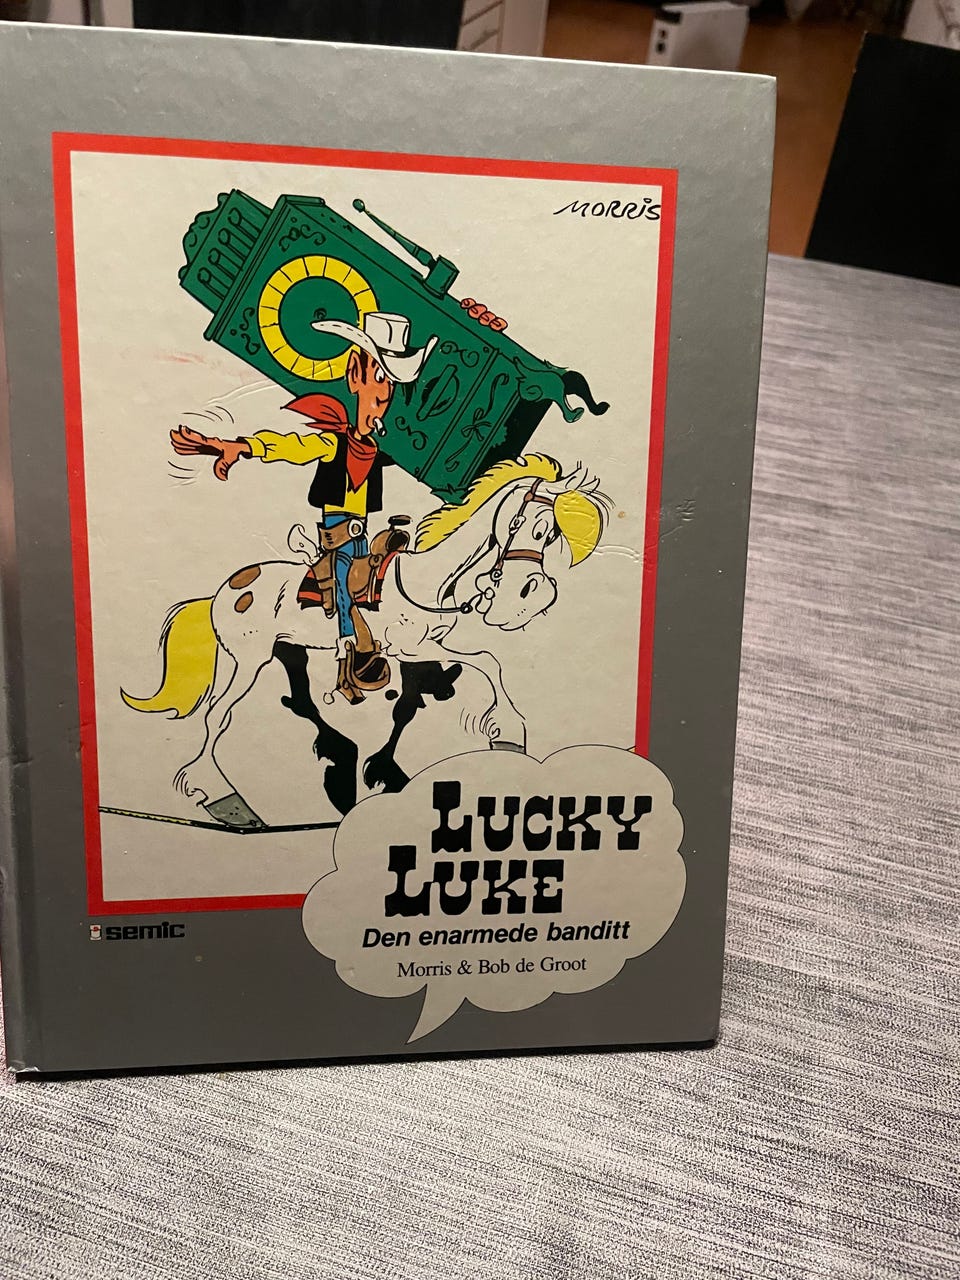 MORRIS
LUCKY
LUKE
Den enarmede banditt
Morris & Bob de Groot
semic